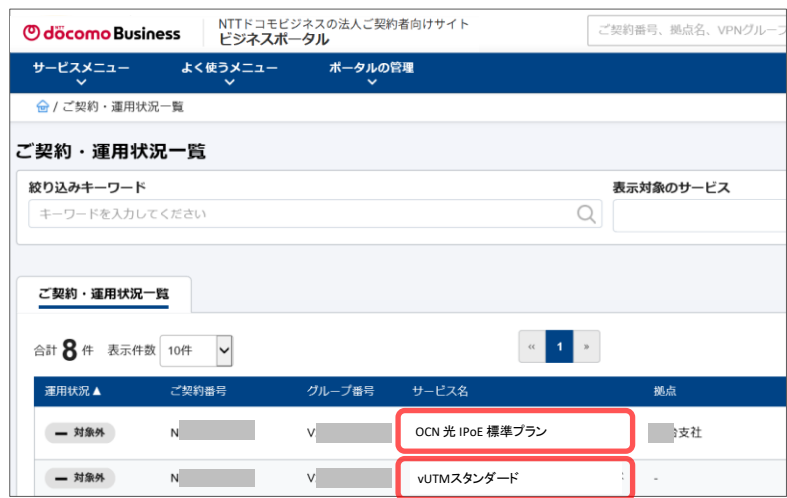 döcomo Business
NTTドコモビジネスの法人ご契約者向けサイト
ビジネスポータル
ご契約番号、拠点名、VPNグループ
サービスメニュー よく使うメニュー ポータルの管理
/ ご契約・運用状況一覧
ご契約・運用状況一覧
絞り込みキーワード 表示対象のサービス
キーワードを入力してください
ご契約・運用状況一覧
合計 8 件 表示件数 10件 « 1 »
運用状況▲ ご契約番号 グループ番号 サービス名 拠点
対象外 N V OCN 光 IPoE 標準プラン 支社
対象外 N V vUTMスタンダード -